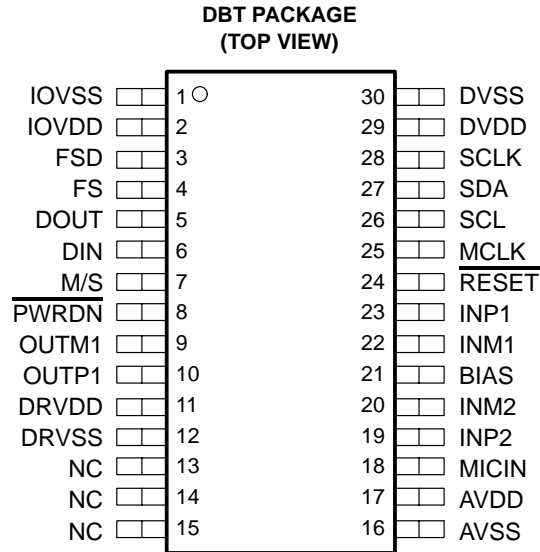 DBT PACKAGE
(TOP VIEW)
IOVSS 1 30 DVSS
IOVDD 2 29 DVDD
FSD 3 28 SCLK
FS 4 27 SDA
DOUT 5 26 SCL
DIN 6 25 MCLK
M/S 7 24 RESET
PWRDN 8 23 INP1
OUTM1 9 22 INM1
OUTP1 10 21 BIAS
DRVDD 11 20 INM2
DRVSS 12 19 INP2
NC 13 18 MICIN
NC 14 17 AVDD
NC 15 16 AVSS